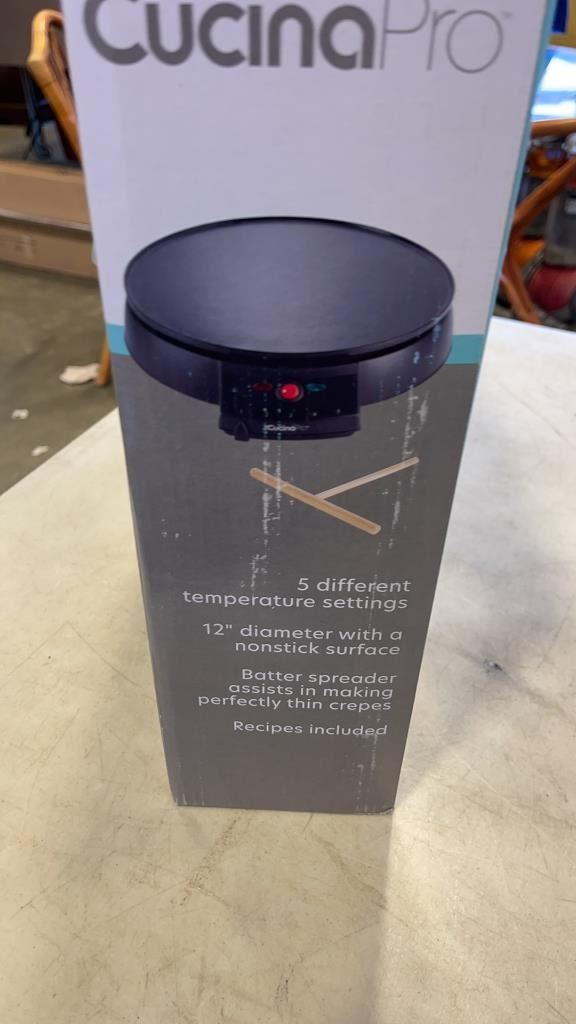 CucinaPro™
CucinaPro
5 different
temperature settings
12" diameter with a
nonstick surface
Batter spreader
assists in making
perfectly thin crepes
Recipes included